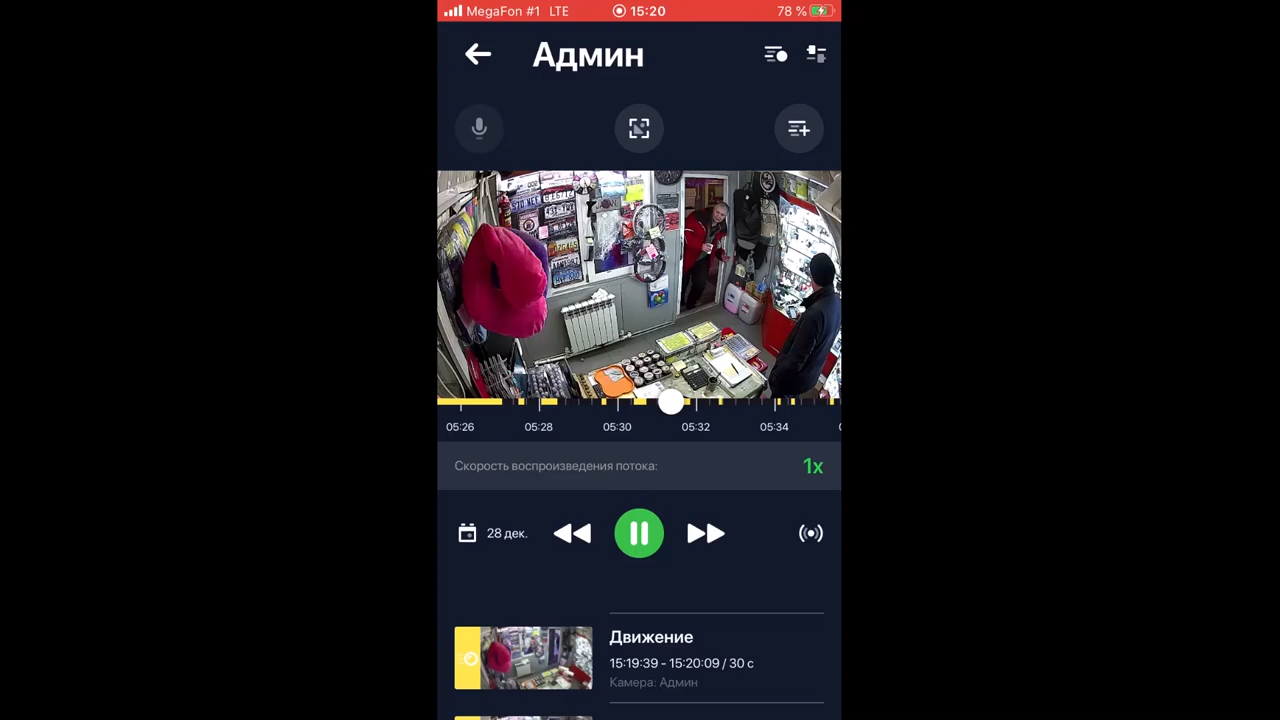 MegaFon #1 LTE 15:20 78 %
Админ
05:26 05:28 05:30 05:32 05:34
Скорость воспроизведения потока: 1x
28 дек.
Движение
15:19:39 - 15:20:09 / 30 с
Камера: Админ